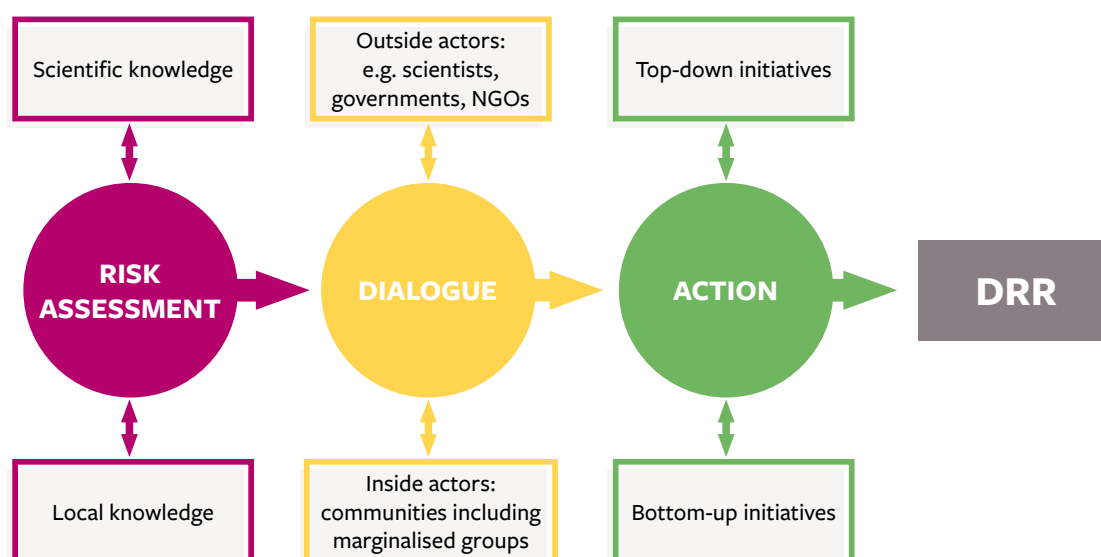 Scientific knowledge
Outside actors:
e.g. scientists,
governments, NGOs
Top-down initiatives
RISK
ASSESSMENT
DIALOGUE
ACTION
DRR
Local knowledge
Inside actors:
communities including
marginalised groups
Bottom-up initiatives